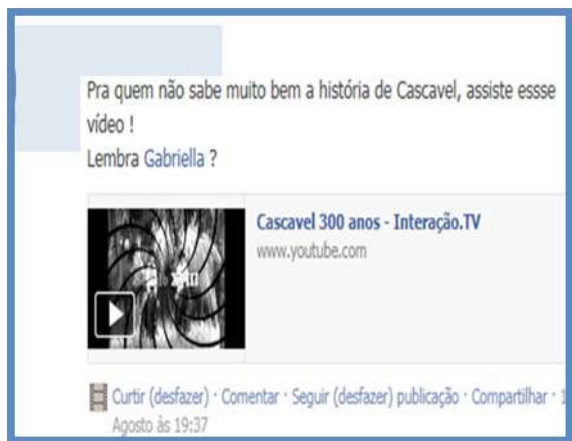 Pra quem não sabe muito bem a história de Cascavel, assiste essse
vídeo !
Lembra Gabriella ?
Cascavel 300 anos - Interação.TV
www.youtube.com
Curtir (desfazer) · Comentar · Seguir (desfazer) publicação · Compartilhar · 1
Agosto às 19:37